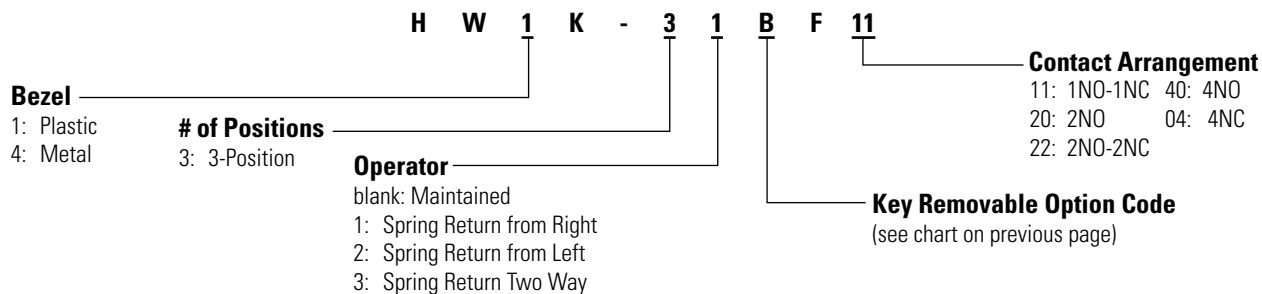 H W 1 K - 3 1 B F 11
Bezel
1: Plastic
4: Metal
# of Positions
3: 3-Position
Operator
blank: Maintained
1: Spring Return from Right
2: Spring Return from Left
3: Spring Return Two Way
Contact Arrangement
11: 1NO-1NC 40: 4NO
20: 2NO 04: 4NC
22: 2NO-2NC
Key Removable Option Code
(see chart on previous page)